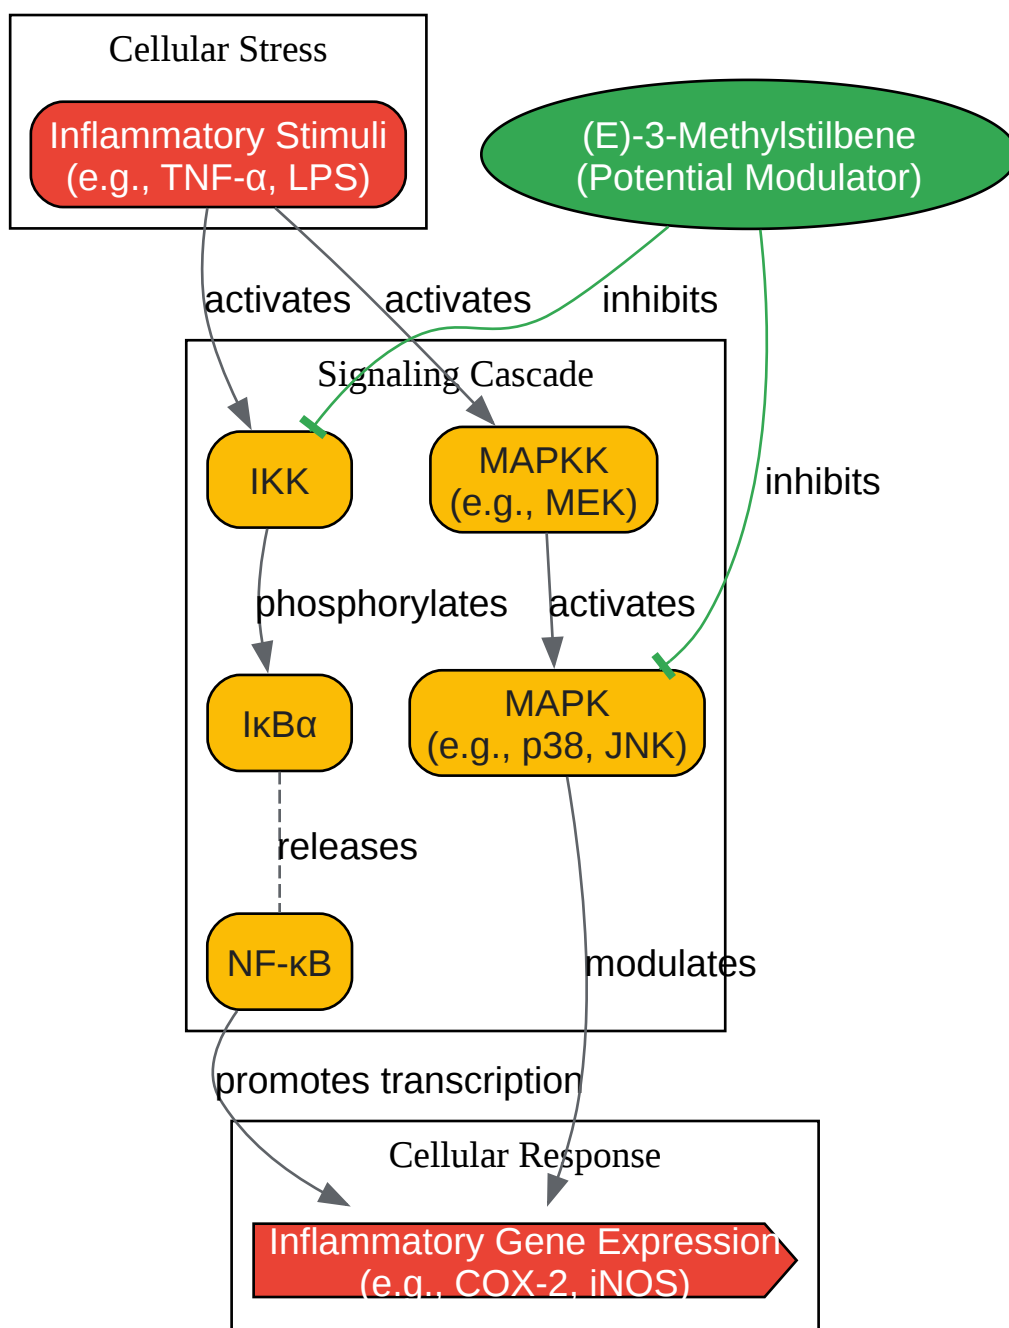 Cellular Stress
Inflammatory Stimuli
(e.g., TNF-α, LPS)
(E)-3-Methylstilbene
(Potential Modulator)
activates
activates
inhibits
Signaling Cascade
IKK
MAPKK
(e.g., MEK)
inhibits
phosphorylates
activates
IκBα
MAPK
(e.g., p38, JNK)
releases
NF-κB
modulates
promotes transcription
Cellular Response
Inflammatory Gene Expression
(e.g., COX-2, iNOS)